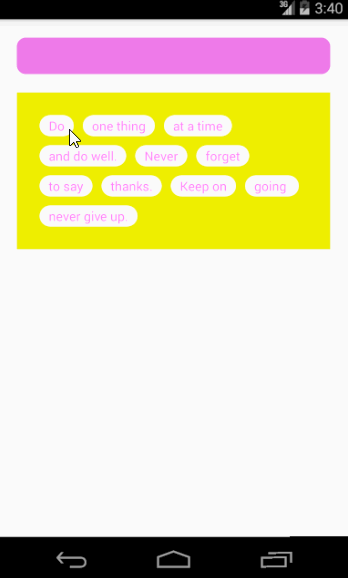 3G 3:40
Do one thing at a time
and do well. Never forget
to say thanks. Keep on going
never give up.